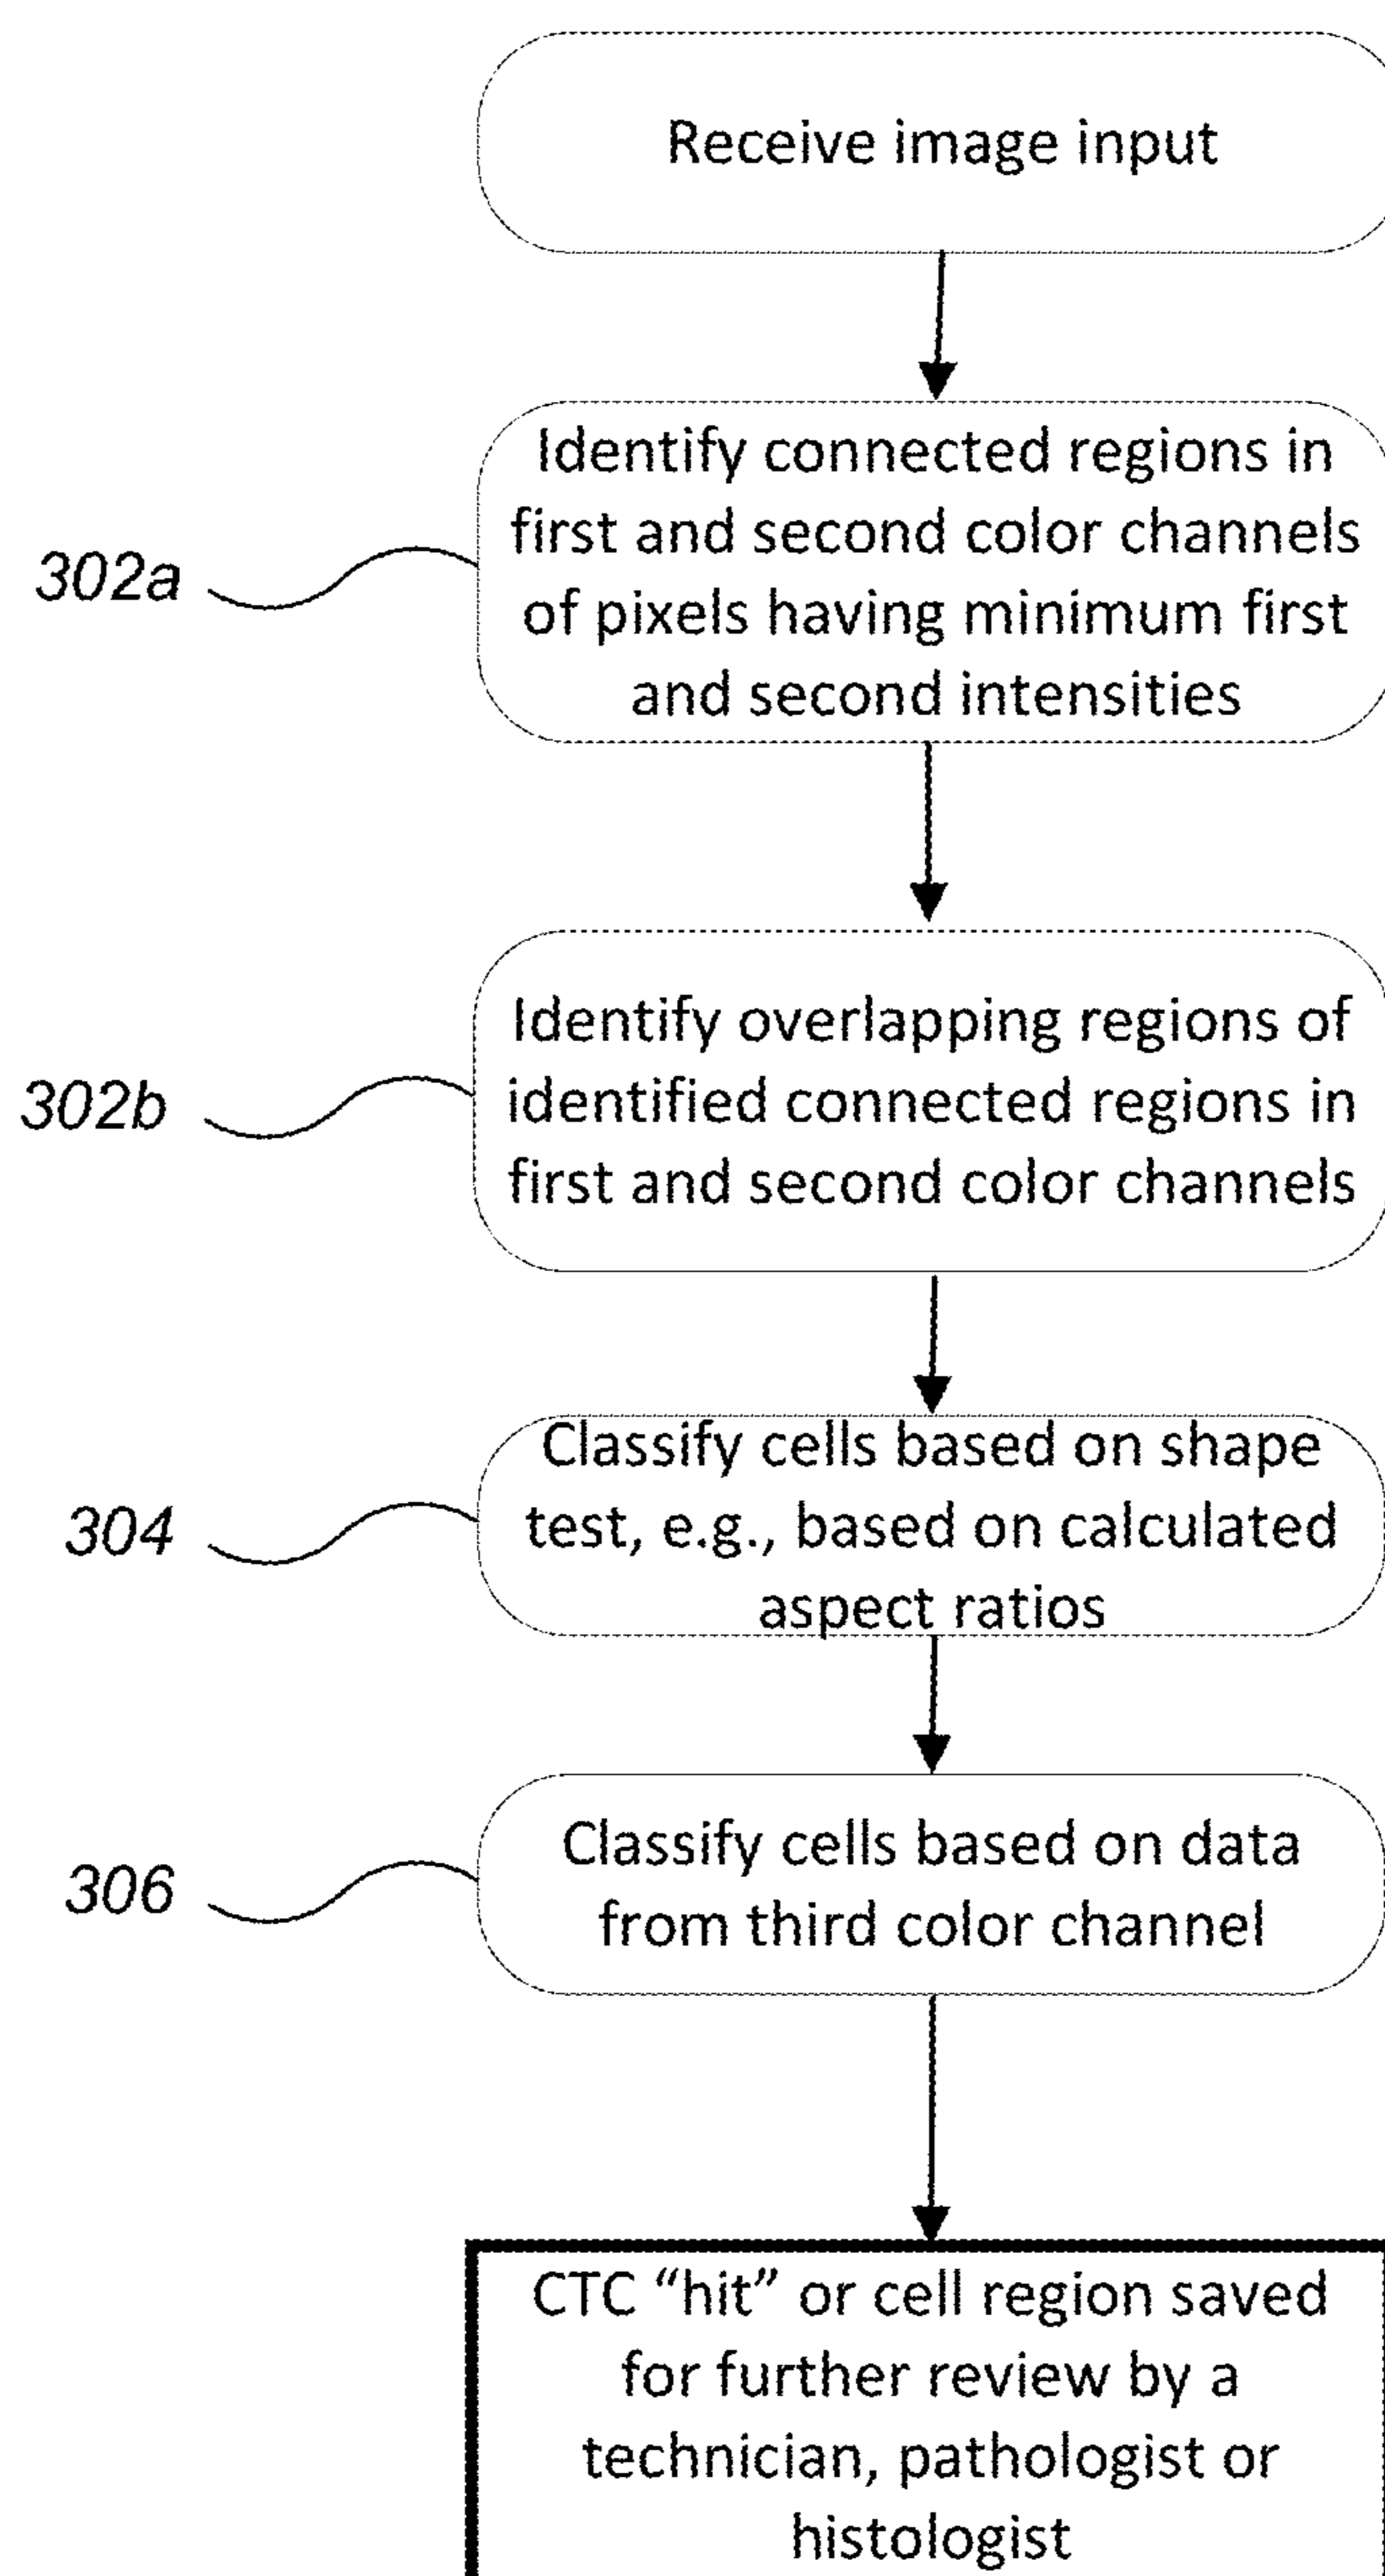 Receive image input
Identify connected regions in
first and second color channels
302a
of pixels having minimum first
and second intensities
Identify overlapping regions of
302b
identified connected regions in
first and second color channels
Classify cells based on shape
304
test, e.g., based on calculated
aspect ratios
Classify cells based on data
306
from third color channel
CTC “hit” or cell region saved
for further review by a
technician, pathologist or
histologist